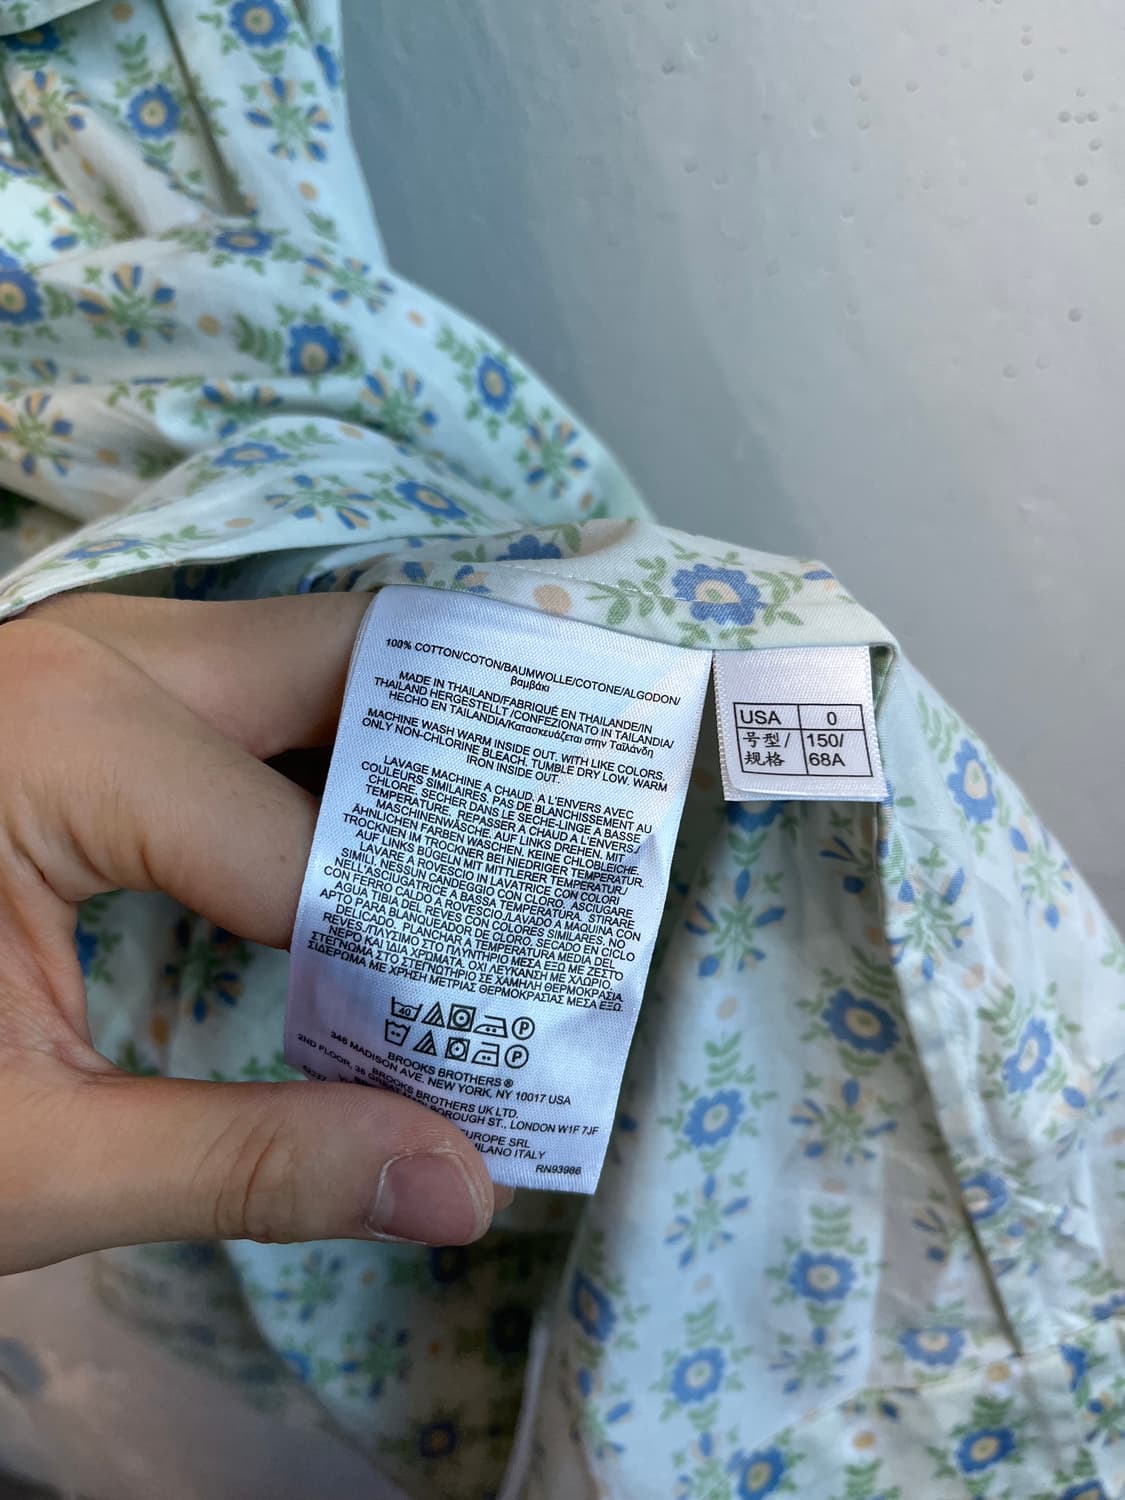 100% COTTON/COTON/BAUMWOLLE/COTONE/ALGODON/
βαμβάκι
MADE IN THAILAND/FABRIQUÉ EN THAILANDE/IN
THAILAND HERGESTELLT /CONFEZIONATO IN TAILANDIA/
HECHO EN TAILANDIA/Κατασκευάζεται στην Ταϊλάνδη
MACHINE WASH WARM INSIDE OUT. WITH LIKE COLORS.
ONLY NON-CHLORINE BLEACH. TUMBLE DRY LOW. WARM
IRON INSIDE OUT.
LAVAGE MACHINE A CHAUD. A L'ENVERS AVEC
COULEURS SIMILAIRES. PAS DE BLANCHISSEMENT AU
CHLORE. SECHER DANS LE SECHE-LINGE A BASSE
TEMPERATURE. REPASSER A CHAUD A L'ENVERS./
MASCHINENWÄSCHE. AUF LINKS DREHEN. MIT
ÄHNLICHEN FARBEN WASCHEN. KEINE CHLOBLEICHE.
TROCKNEN IM TROCKNER BEI NIEDRIGER TEMPERATUR.
AUF LINKS BÜGELN MIT MITTLERER TEMPERATUR/
LAVARE A ROVESCIO IN LAVATRICE CON COLORI
SIMILI. NESSUN CANDEGGIO CON CLORO. ASCIUGARE
NELL'ASCIUGATRICE A BASSA TEMPERATURA. STIRARE
CON FERRO CALDO A ROVESCIO./LAVADO A MAQUINA CON
AGUA TIBIA DEL REVES COLORES SIMILARES. NO
APTO PARA BLANQUEADOR DE CLORO. SECADO EN CICLO
DELICADO. PLANCHAR A TEMPERATURA MEDIA DEL
REVES./ΠΛΥΣΙΜΟ ΣΤΟ ΠΛΥΝΤΗΡΙΟ ΜΕΣΑ ΕΞΩ ΜΕ ΖΕΣΤΟ
ΝΕΡΟ ΚΑΙ ΙΔΙΑ ΧΡΩΜΑΤΑ. ΟΧΙ ΛΕΥΚΑΝΣΗ ΜΕ ΧΛΩΡΙΟ.
ΣΤΕΓΝΩΜΑ ΣΤΟ ΣΤΕΓΝΩΤΗΡΙΟ ΣΕ ΧΑΜΗΛΗ ΘΕΡΜΟΚΡΑΣΙΑ.
ΣΙΔΕΡΩΜΑ ΜΕ ΧΡΗΣΗ ΜΕΤΡΙΑΣ ΘΕΡΜΟΚΡΑΣΙΑΣ ΜΕΣΑ ΕΞΩ.
40 P
P
BROOKS BROTHERS ®
346 MADISON AVE. NEW YORK, NY 10017 USA
BROOKS BROTHERS UK LTD.
2ND FLOOR, 36 GREAT MARLBOROUGH ST., LONDON W1F 7JF
EUROPE SRL
MILANO ITALY
RN93986
USA 0
号型/ 150/
规格 68A